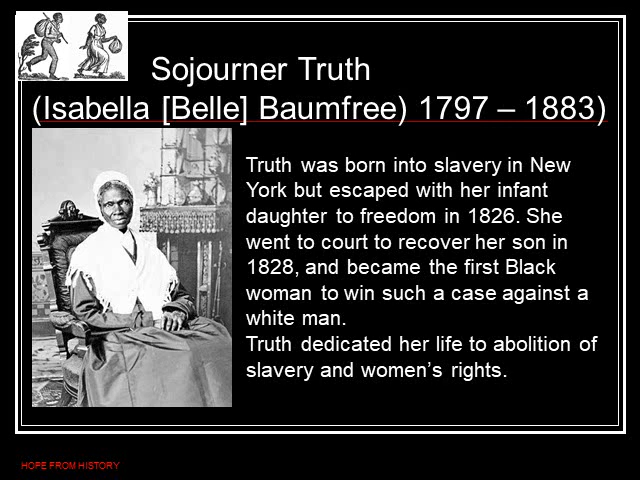 Sojourner Truth
(Isabella [Belle] Baumfree) 1797 – 1883)
Truth was born into slavery in New
York but escaped with her infant
daughter to freedom in 1826. She
went to court to recover her son in
1828, and became the first Black
woman to win such a case against a
white man.
Truth dedicated her life to abolition of
slavery and women’s rights.
HOPE FROM HISTORY